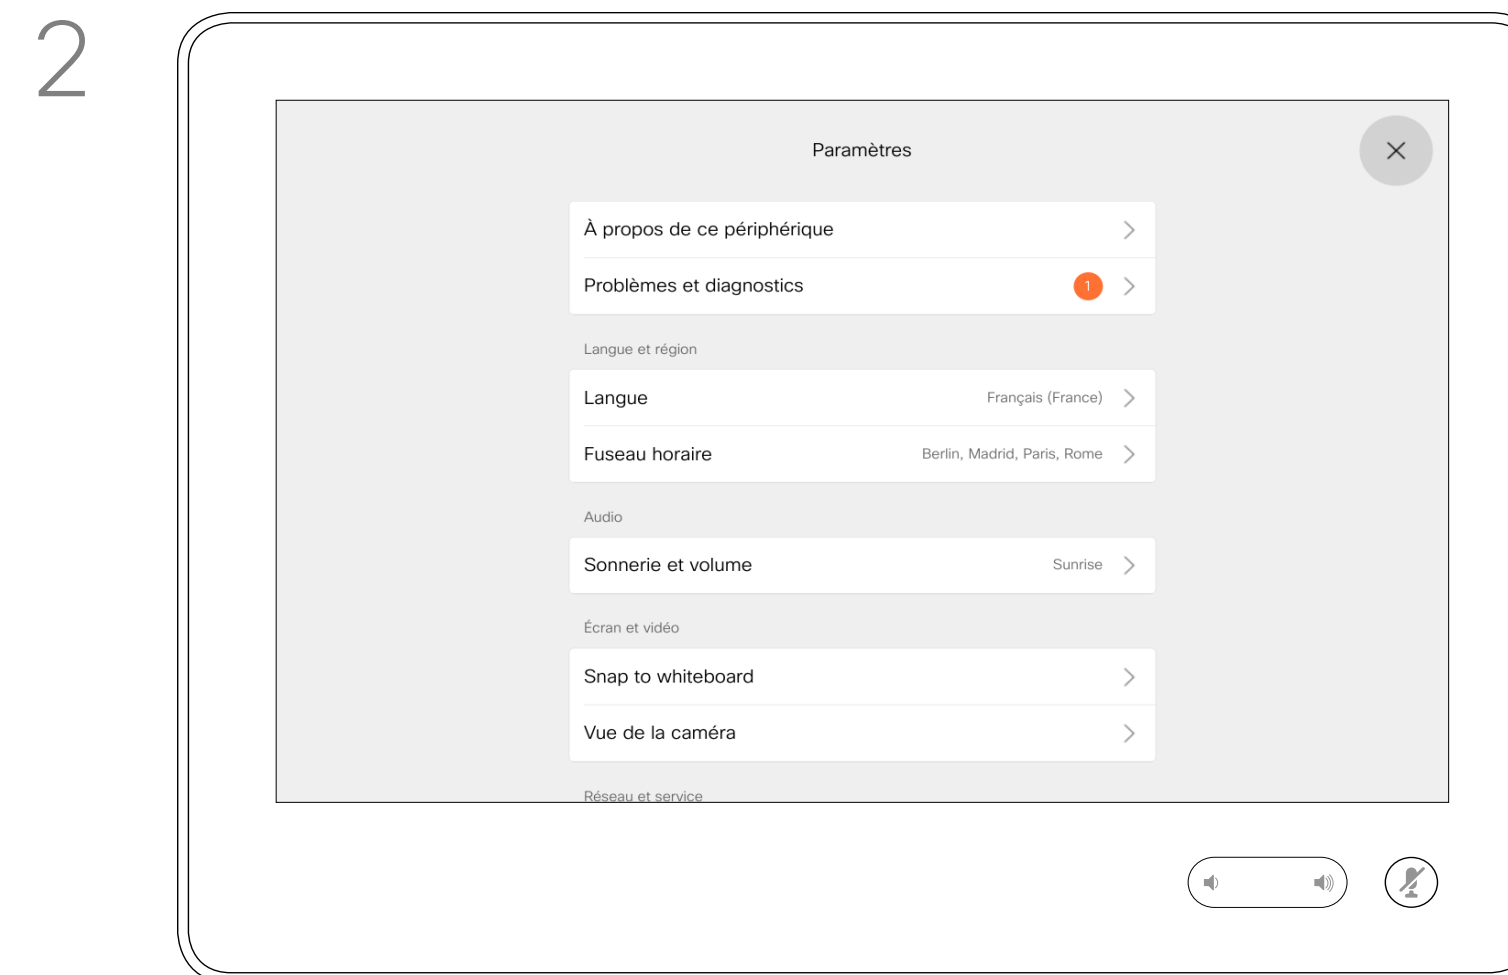 2
Paramètres
À propos de ce périphérique
Problèmes et diagnostics 1
Langue et région
Langue Français (France)
Fuseau horaire Berlin, Madrid, Paris, Rome
Audio
Sonnerie et volume Sunrise
Écran et vidéo
Snap to whiteboard
Vue de la caméra
Réseau et service